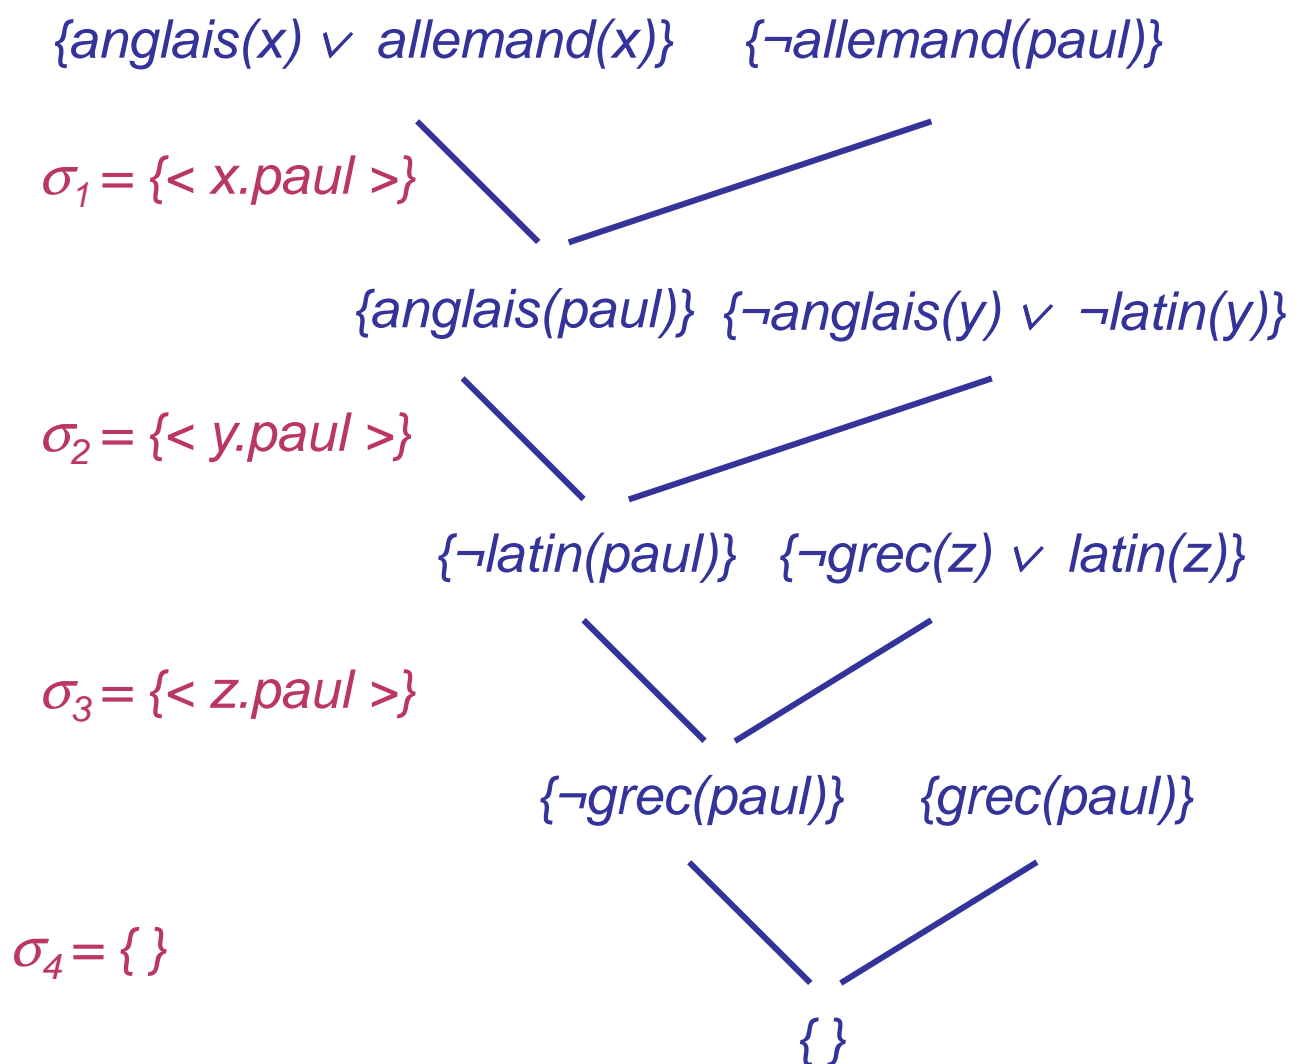 {anglais(x) ∨ allemand(x)} {¬allemand(paul)}
σ1 = {< x.paul >}
{anglais(paul)} {¬anglais(y) ∨ ¬latin(y)}
σ2 = {< y.paul >}
{¬latin(paul)} {¬grec(z) ∨ latin(z)}
σ3 = {< z.paul >}
{¬grec(paul)} {grec(paul)}
σ4 = { }
{ }